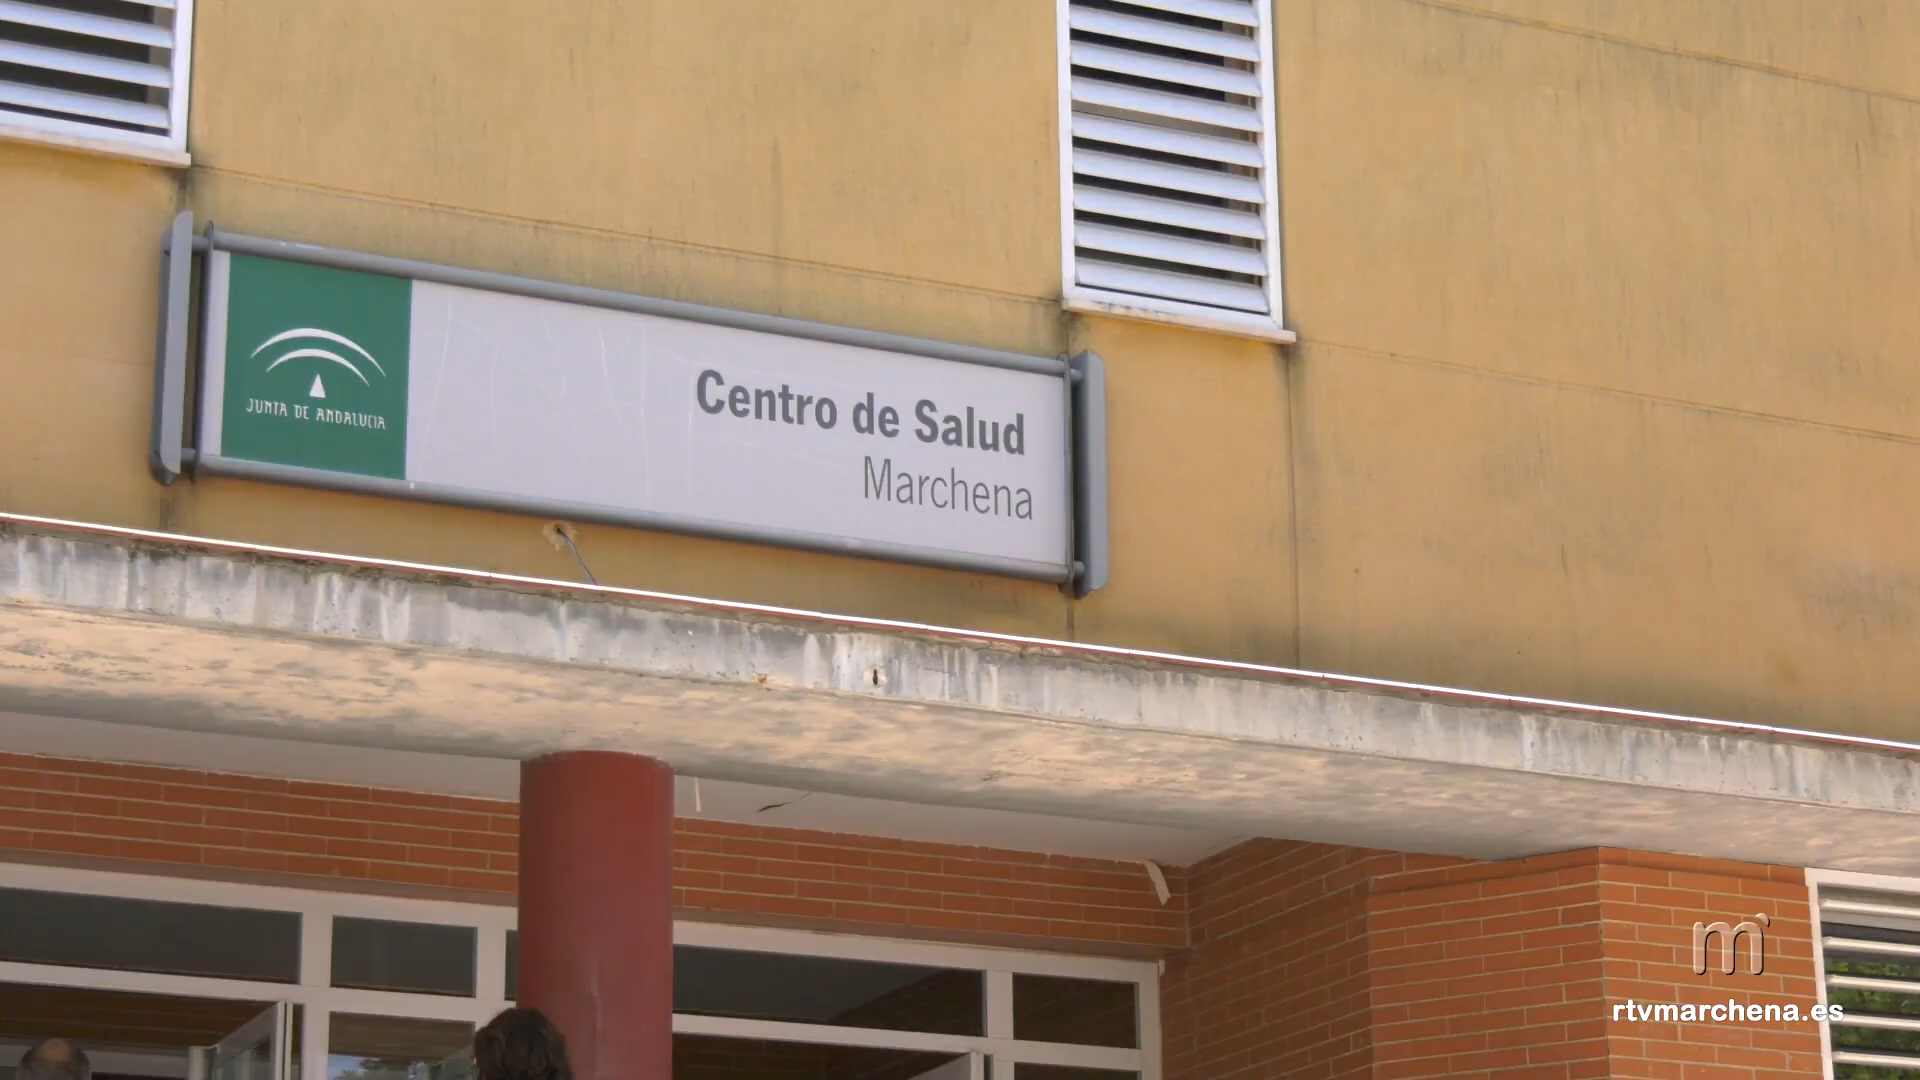 JUNTA DE ANDALUCIA
Centro de Salud
Marchena
m
rtvmarchena.es